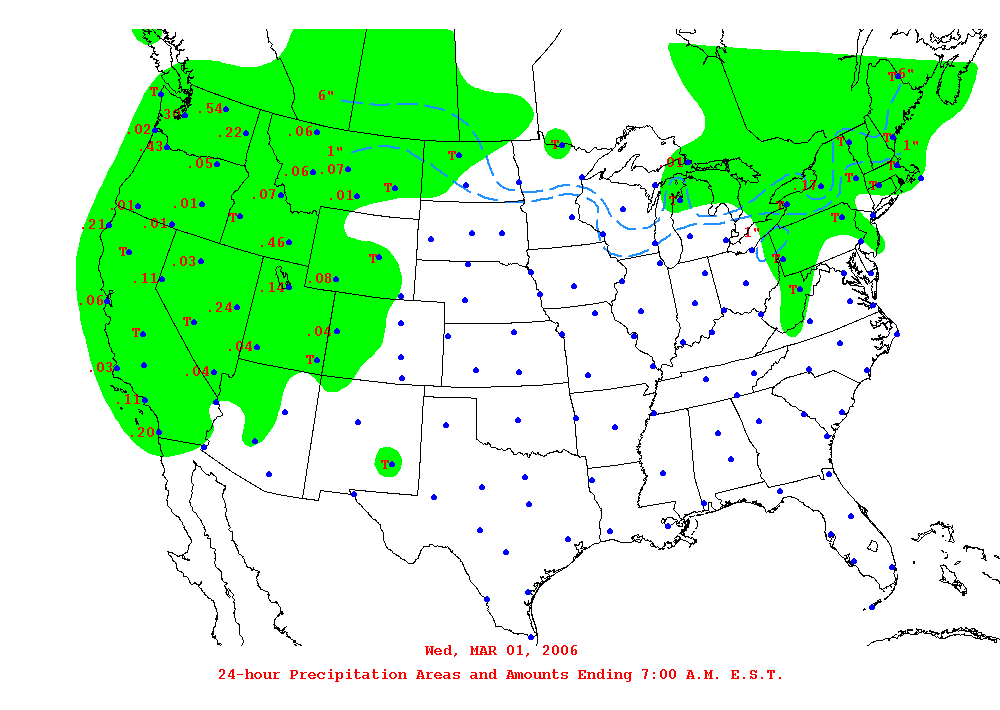 T 6"
6"
T
.54
.30
.02
.22
.06
T
T
T
.43
1"
1"
T
.05
.06
.07
.01
T
.17
T
T
.07
.01
T
T
.01
.01
T
T
.21
.01
1"
.46
T
T
T
.03
.11
.08
.14
T
.06
.24
T
T
.04
.04
T
.03
.04
.11
.20
T
Wed, MAR 01, 2006
24-hour Precipitation Areas and Amounts Ending 7:00 A.M. E.S.T.